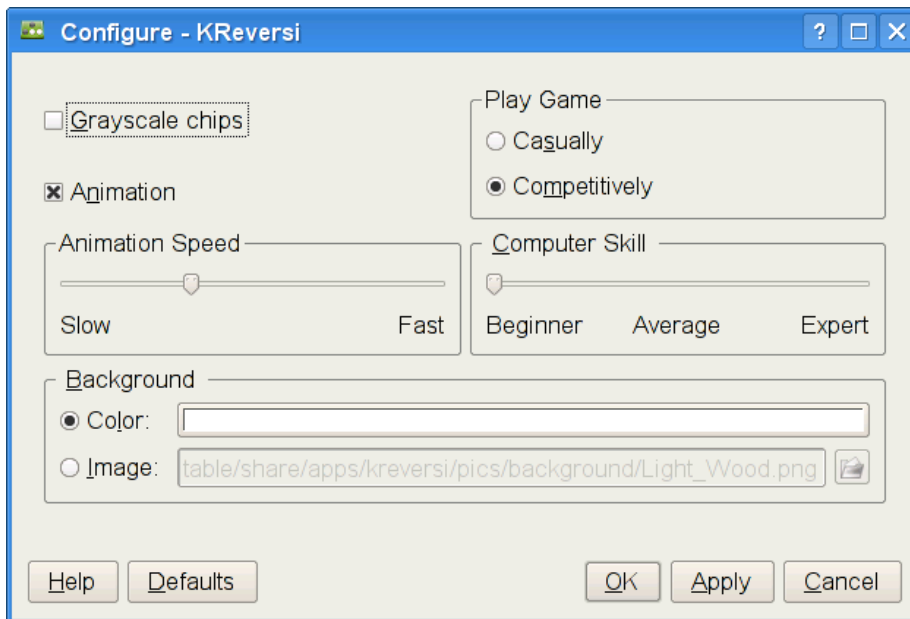 Configure - KReversi
?
Grayscale chips
Play Game
Casually
Competitively
Animation
Animation Speed
Slow Fast
Computer Skill
Beginner Average Expert
Background
Color:
Image: table/share/apps/kreversi/pics/background/Light_Wood.png
Help Defaults OK Apply Cancel